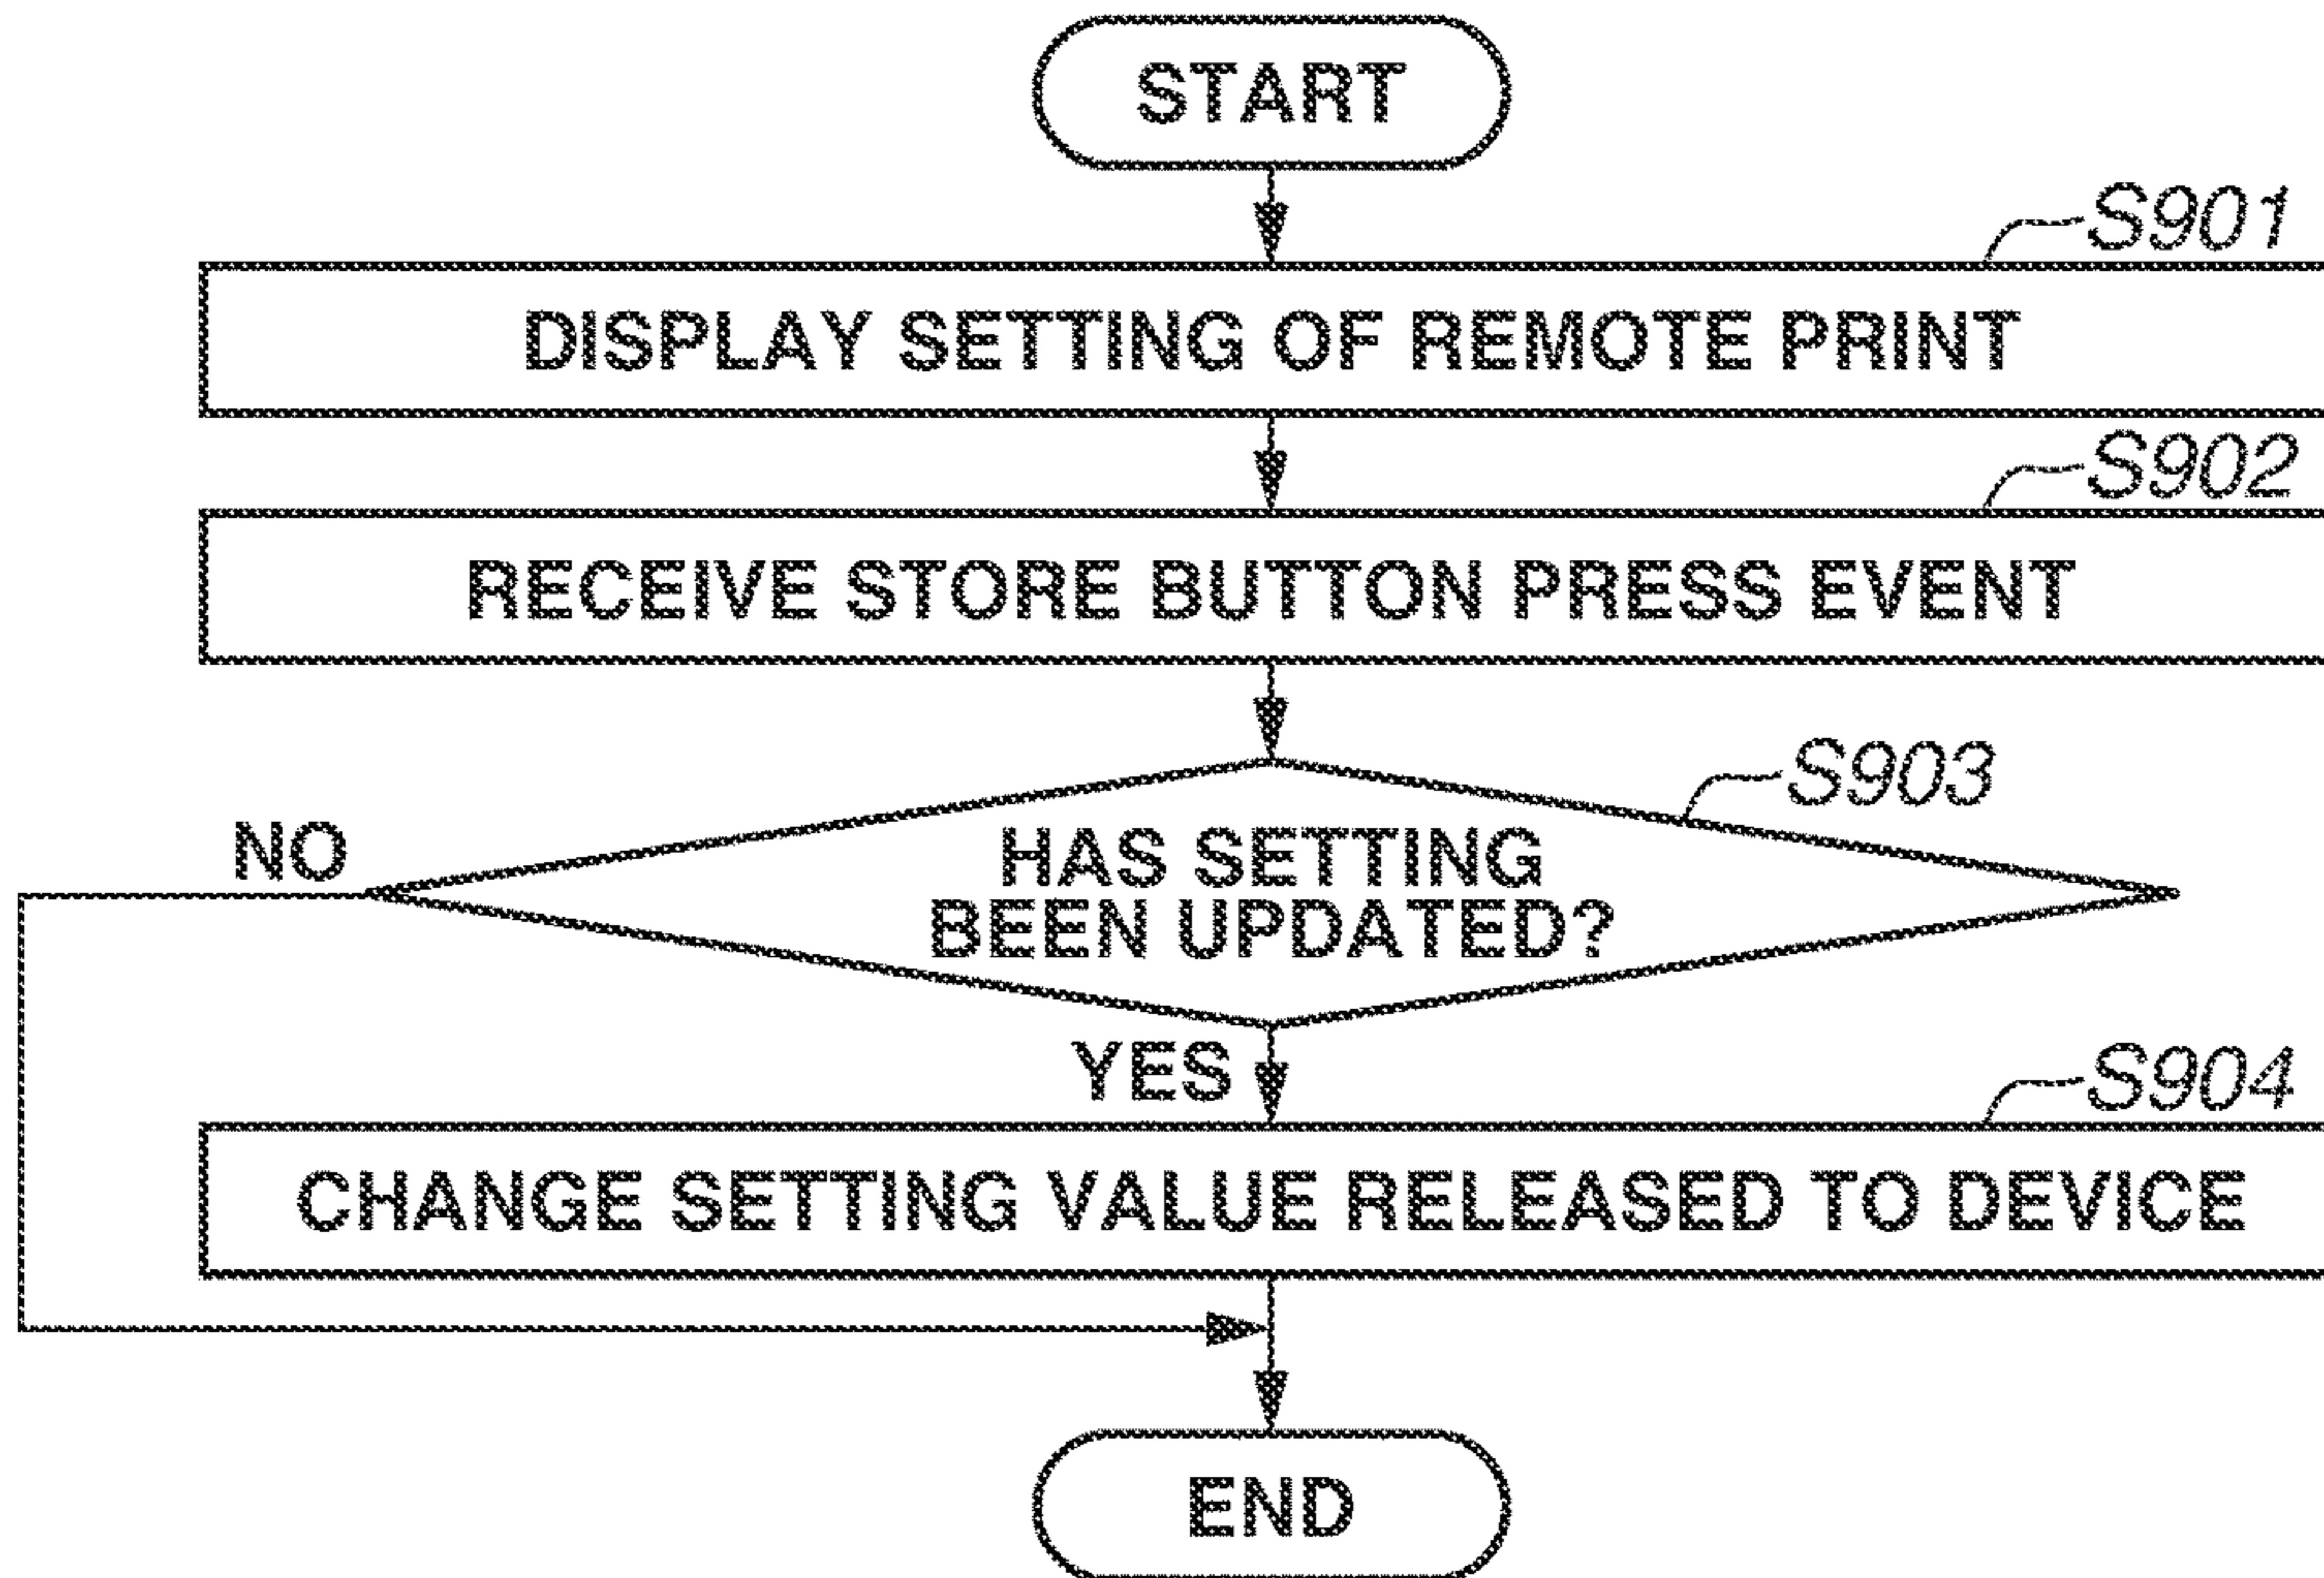 START
S901
DISPLAY SETTING OF REMOTE PRINT
S902
RECEIVE STORE BUTTON PRESS EVENT
S903
NO
HAS SETTING
BEEN UPDATED?
YES
S904
CHANGE SETTING VALUE RELEASED TO DEVICE
END